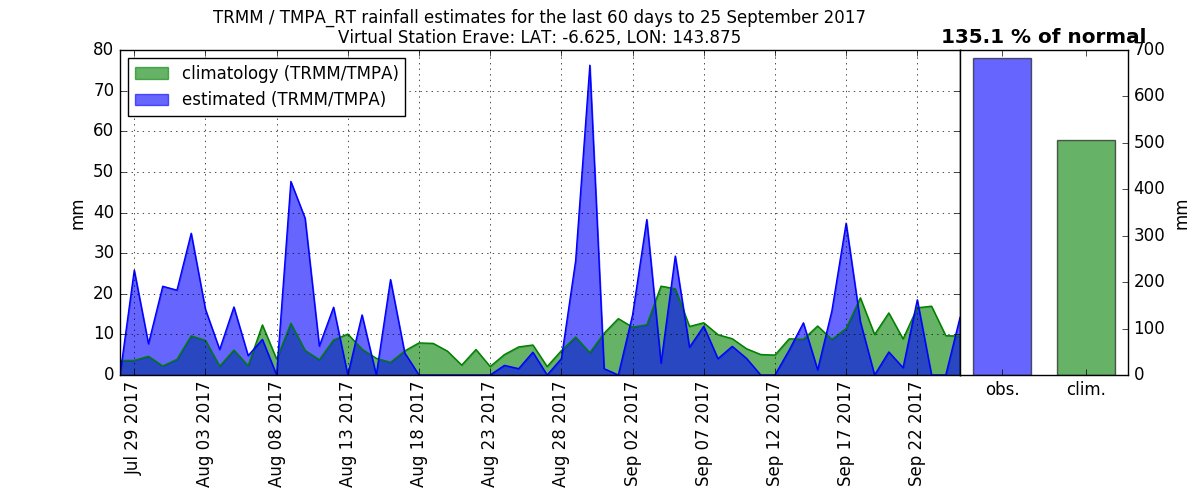 TRMM / TMPA_RT rainfall estimates for the last 60 days to 25 September 2017
Virtual Station Erave: LAT: -6.625, LON: 143.875
135.1 % of normal
climatology (TRMM/TMPA)
estimated (TRMM/TMPA)
80
70
60
50
40
30
20
10
0
mm
Jul 29 2017
Aug 03 2017
Aug 08 2017
Aug 13 2017
Aug 18 2017
Aug 23 2017
Aug 28 2017
Sep 02 2017
Sep 07 2017
Sep 12 2017
Sep 17 2017
Sep 22 2017
700
600
500
400
300
200
100
0
mm
obs.
clim.